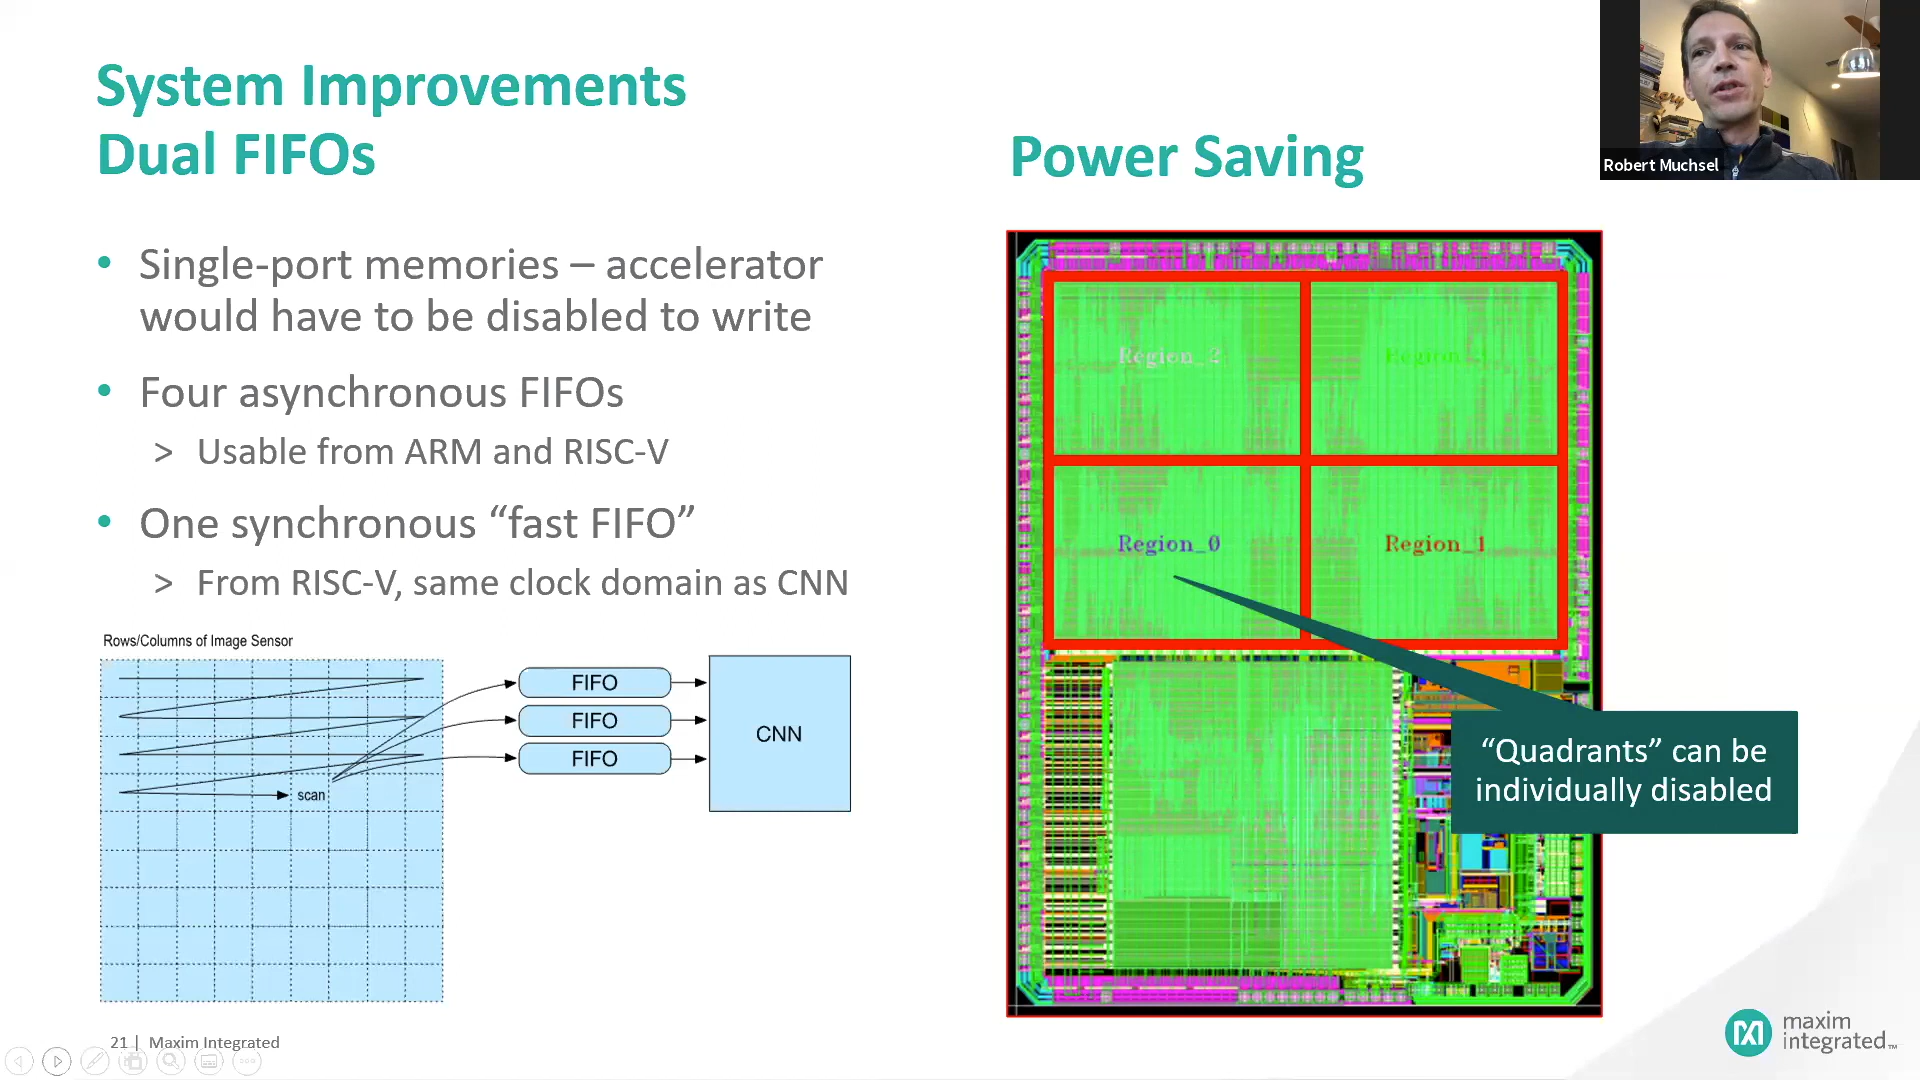 System Improvements
Dual FIFOs
• Single-port memories – accelerator
would have to be disabled to write
• Four asynchronous FIFOs
> Usable from ARM and RISC-V
• One synchronous “fast FIFO”
> From RISC-V, same clock domain as CNN
Rows/Columns of Image Sensor
scan
FIFO
FIFO
FIFO
CNN
Power Saving
Region_2
Region_0
Region_1
“Quadrants” can be
individually disabled
Robert Muchsel
21 | Maxim Integrated
maxim
integrated™